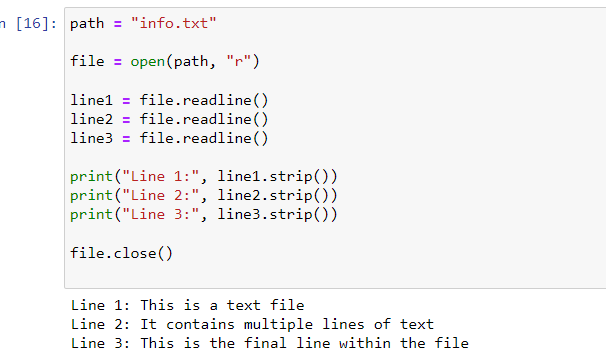 n [16]:
path = "info.txt"
file = open(path, "r")
line1 = file.readline()
line2 = file.readline()
line3 = file.readline()
print("Line 1:", line1.strip())
print("Line 2:", line2.strip())
print("Line 3:", line3.strip())
file.close()
Line 1: This is a text file
Line 2: It contains multiple lines of text
Line 3: This is the final line within the file